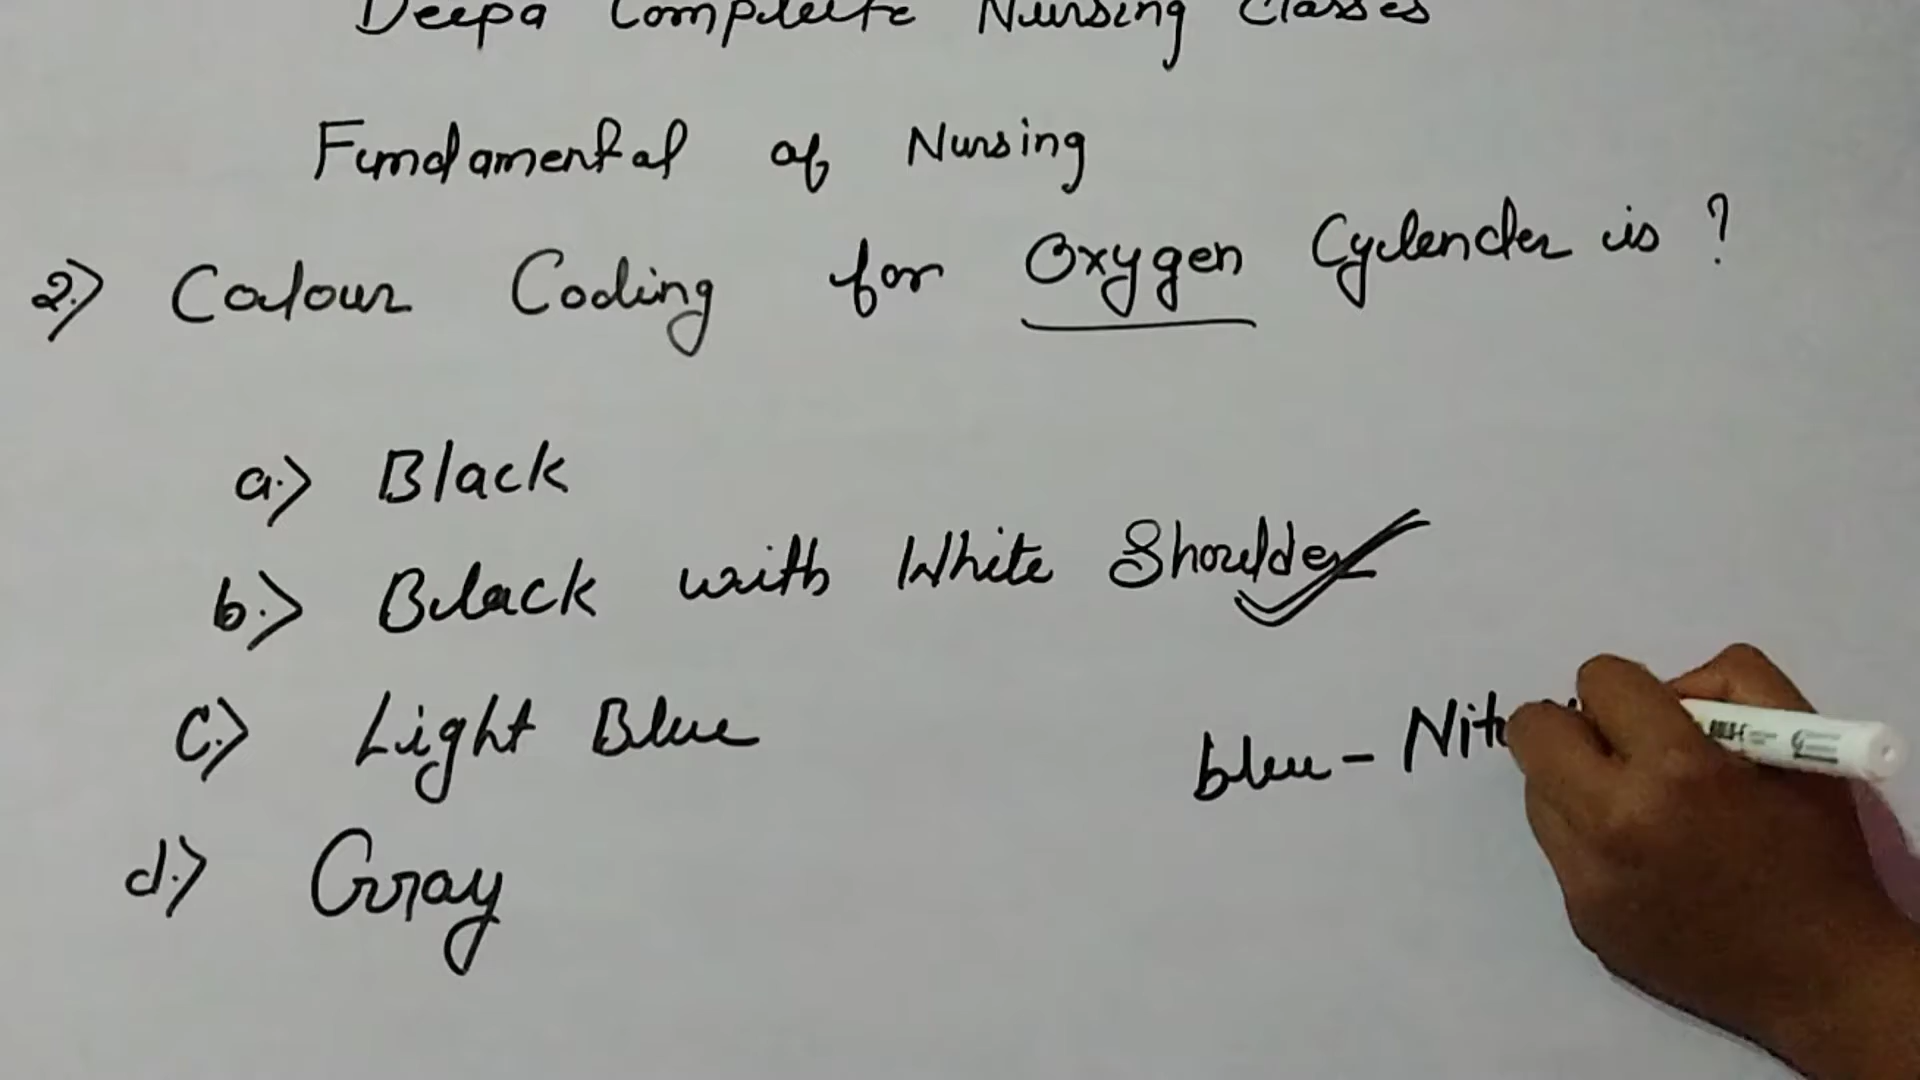 Deepa Complete Nursing Classes
Fundamental of Nursing
2.) Colour Coding for Oxygen Cylender is ?
a.) Black
b.) Black with White Shoulder
c.) Light Blue
blue - Nit
d.) Gray